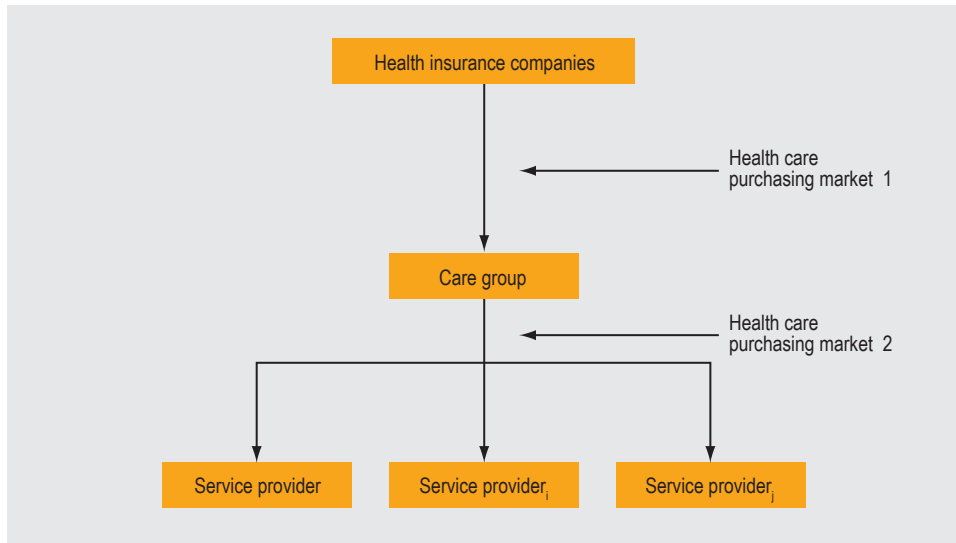 Health insurance companies
Health care
purchasing market 1
Care group
Health care
purchasing market 2
Service provider
Service providerᵢ
Service providerⱼ